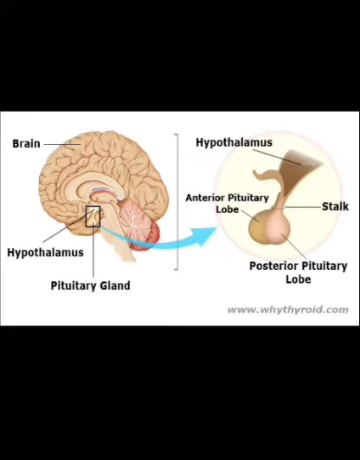 Brain
Hypothalamus
Pituitary Gland
Hypothalamus
Anterior Pituitary
Lobe
Stalk
Posterior Pituitary
Lobe
www.whythyroid.com